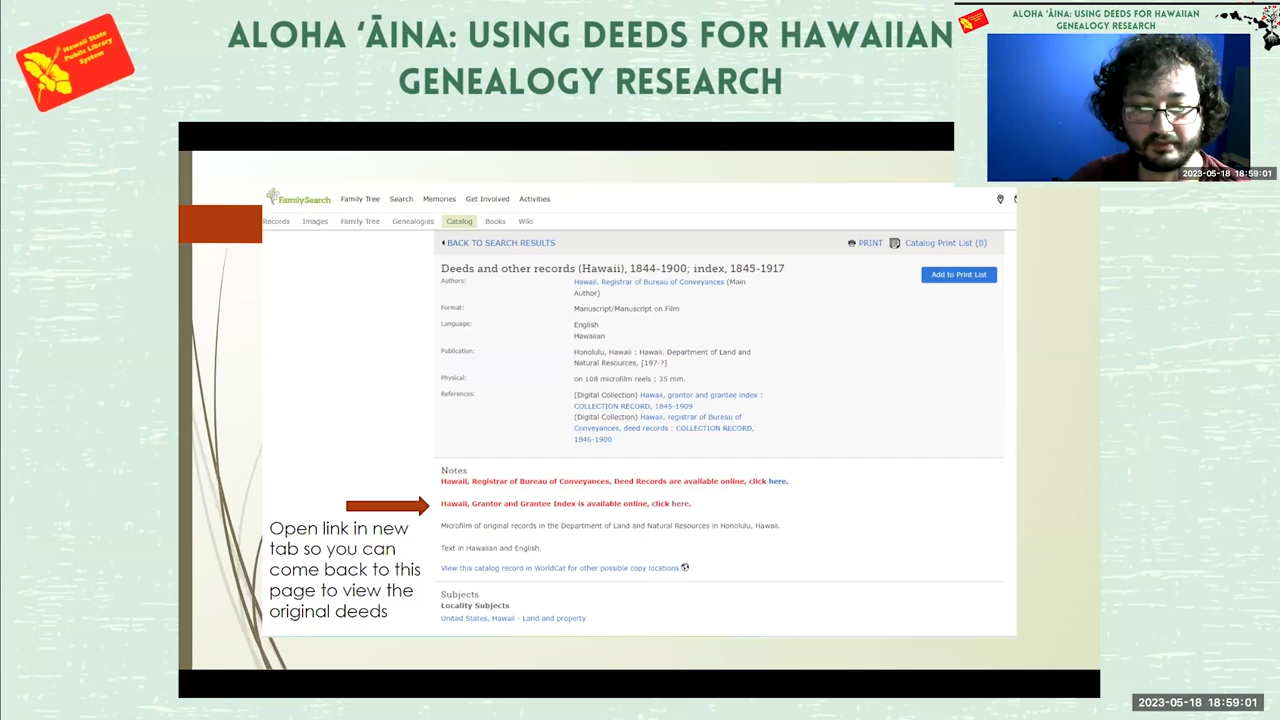 ALOHA ʻĀINA: USING DEEDS FOR HAWAIIAN
GENEALOGY RESEARCH
Hawaii State
Public Library
System
ALOHA ʻĀINA: USING DEEDS FOR HAWAIIAN
GENEALOGY RESEARCH
2023-05-18 18:59:01
FamilySearch
Family Tree
Search
Memories
Get Involved
Activities
Records
Images
Family Tree
Genealogies
Catalog
Books
Wiki
BACK TO SEARCH RESULTS
PRINT
Catalog Print List (0)
Deeds and other records (Hawaii), 1844-1900; index, 1845-1917
Add to Print List
Authors:
Hawaii. Registrar of Bureau of Conveyances (Main
Author)
Format:
Manuscript/Manuscript on Film
Language:
English
Hawaiian
Publication:
Honolulu, Hawaii : Hawaii. Department of Land and
Natural Resources, [197-?]
Physical:
on 108 microfilm reels ; 35 mm.
References:
(Digital Collection) Hawaii, grantor and grantee index :
COLLECTION RECORD, 1845-1909
(Digital Collection) Hawaii, registrar of Bureau of
Conveyances, deed records : COLLECTION RECORD,
1846-1900
Notes
Hawaii, Registrar of Bureau of Conveyances, Deed Records are available online, click here.
Hawaii, Grantor and Grantee Index is available online, click here.
Microfilm of original records in the Department of Land and Natural Resources in Honolulu, Hawaii.
Text in Hawaiian and English.
View this catalog record in WorldCat for other possible copy locations
Subjects
Locality Subjects
United States, Hawaii - Land and property
Open link in new
tab so you can
come back to this
page to view the
original deeds
2023-05-18 18:59:01